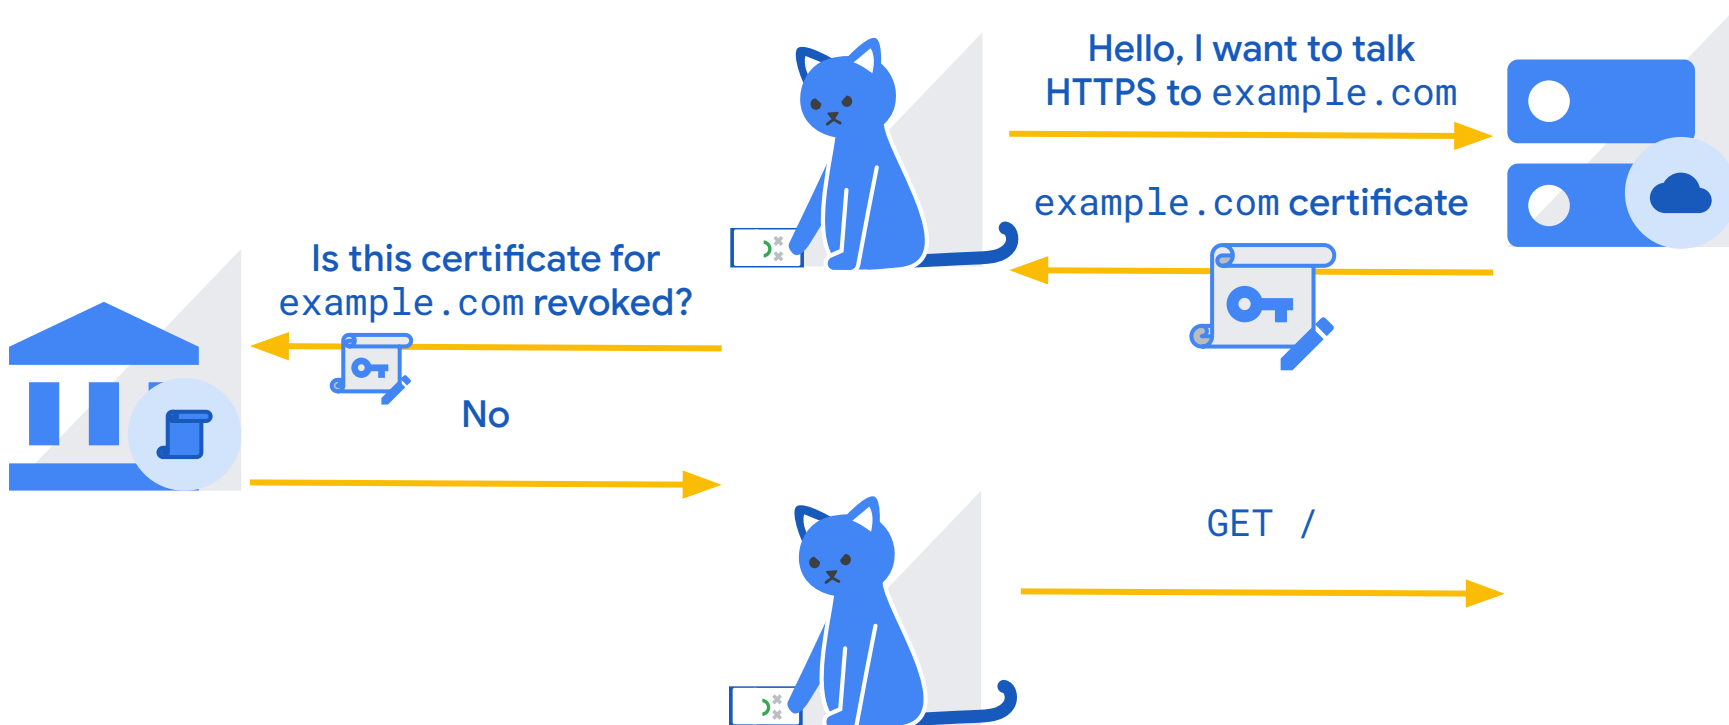 Hello, I want to talk
HTTPS to example.com
example.com certificate
Is this certificate for
example.com revoked?
No
GET /